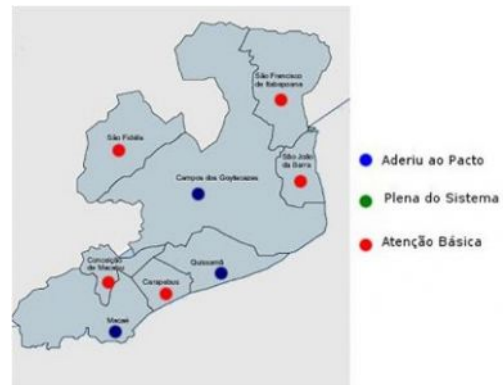 São Francisco
de Itabapoana
São Fidélis
São João
da Barra
Campos dos Goytacazes
Conceição
de Macabu
Quissamã
Carapebus
Macaé
Aderiu ao Pacto
Plena do Sistema
Atenção Básica